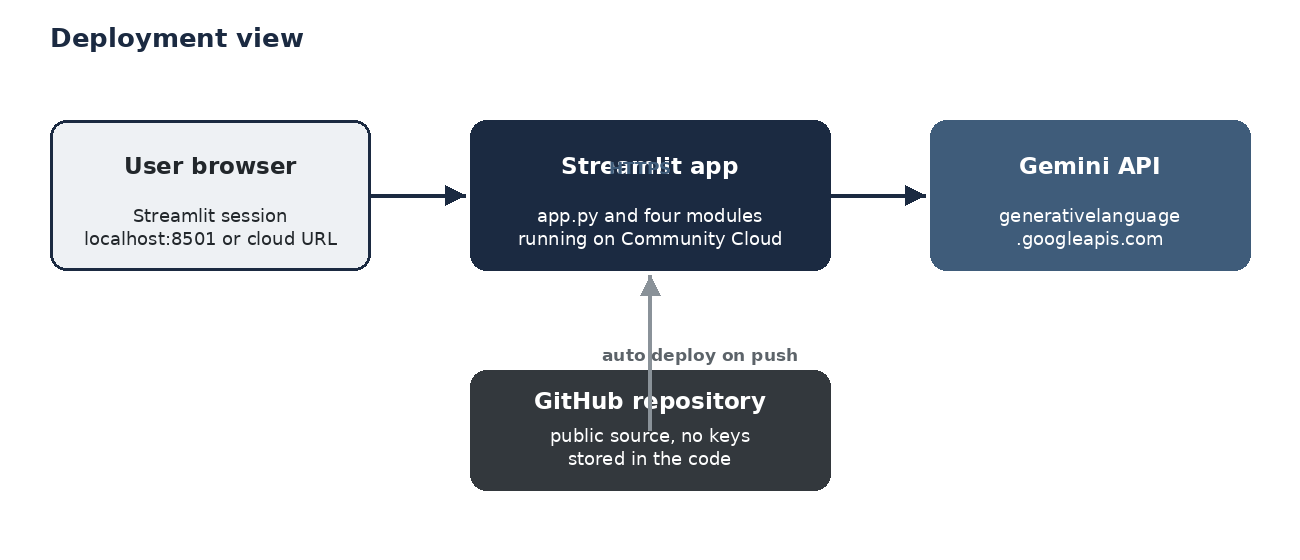 Deployment view
User browser
Streamlit session
localhost:8501 or cloud URL
Streamlit app
HTTPS
app.py and four modules
running on Community Cloud
Gemini API
generativelanguage
.googleapis.com
auto deploy on push
GitHub repository
public source, no keys
stored in the code